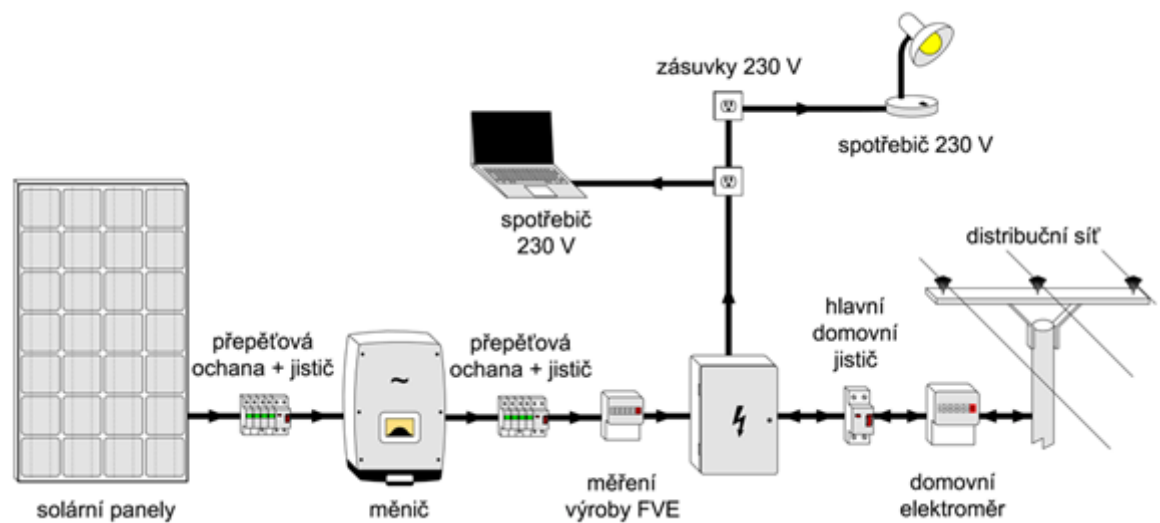 zásuvky 230 V
spotřebič 230 V
spotřebič
230 V
distribuční síť
hlavní
domovní
jistič
přepěťová
ochana + jistič
přepěťová
ochana + jistič
~
solární panely
měnič
měření
výroby FVE
domovní
elektroměr